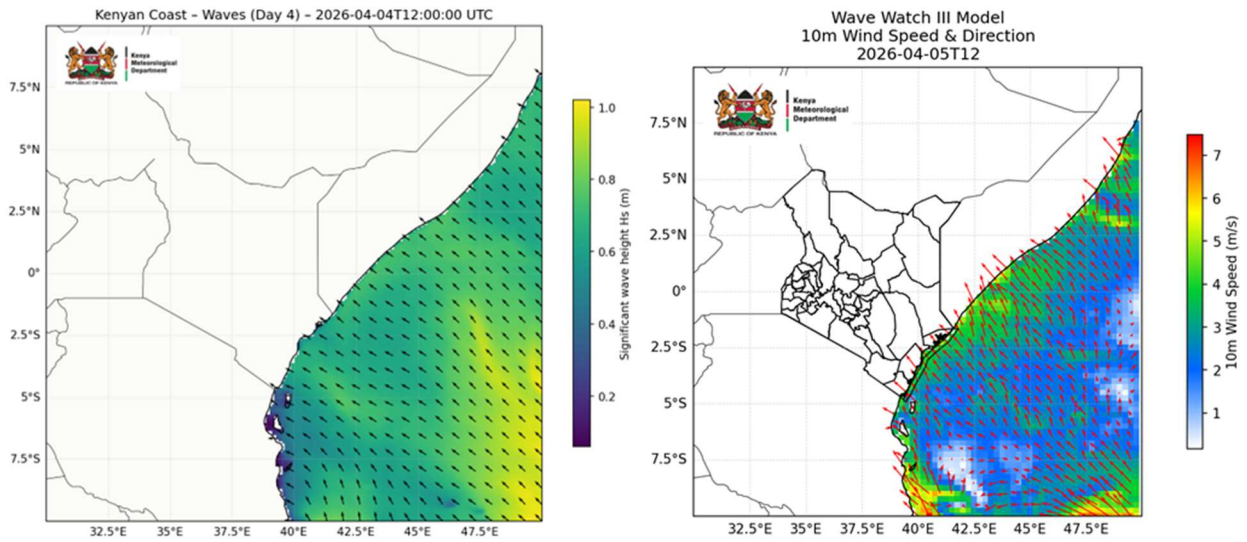 Kenyan Coast – Waves (Day 4) – 2026-04-04T12:00:00 UTC
Kenya
Meteorological
Department
REPUBLIC OF KENYA
7.5°N
5°N
2.5°N
0°
2.5°S
5°S
7.5°S
32.5°E
35°E
37.5°E
40°E
42.5°E
45°E
47.5°E
1.0
0.8
0.6
0.4
0.2
Significant wave height Hs (m)
Wave Watch III Model
10m Wind Speed & Direction
2026-04-05T12
Kenya
Meteorological
Department
REPUBLIC OF KENYA
7.5°N
5°N
2.5°N
0°
2.5°S
5°S
7.5°S
32.5°E
35°E
37.5°E
40°E
42.5°E
45°E
47.5°E
7
6
5
4
3
2
1
10m Wind Speed (m/s)